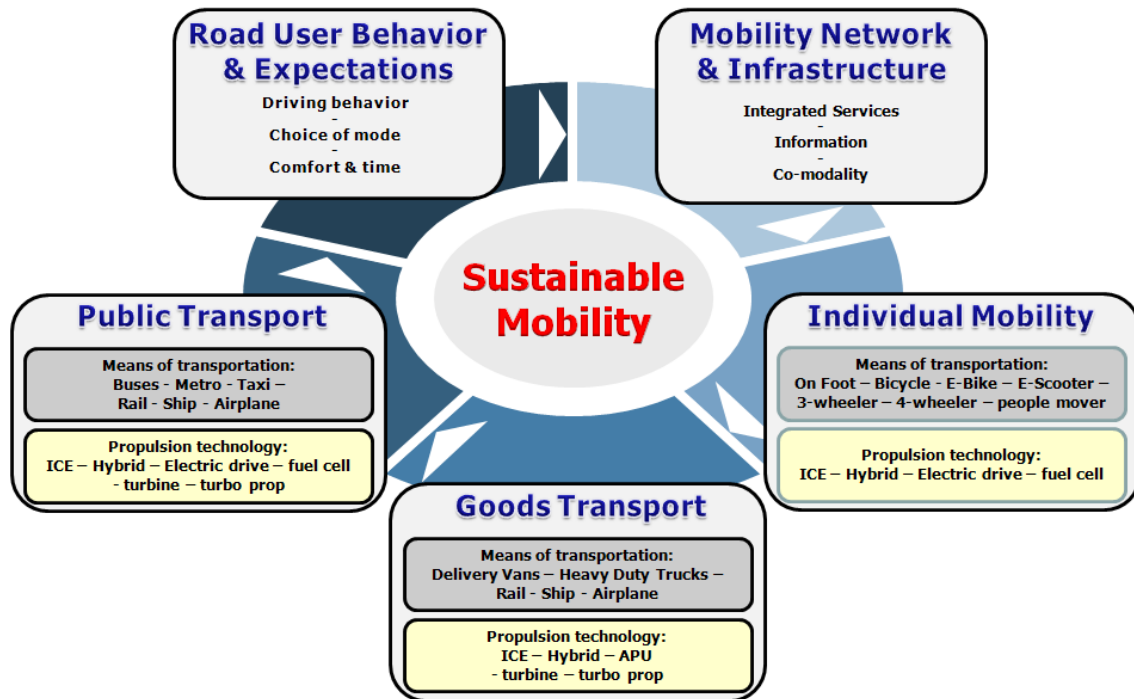 Road User Behavior
& Expectations
Driving behavior
-
Choice of mode
-
Comfort & time
Mobility Network
& Infrastructure
Integrated Services
-
Information
-
Co-modality
Sustainable
Mobility
Public Transport
Means of transportation:
Buses - Metro - Taxi –
Rail - Ship - Airplane
Propulsion technology:
ICE – Hybrid – Electric drive – fuel cell
- turbine – turbo prop
Individual Mobility
Means of transportation:
On Foot – Bicycle - E-Bike – E-Scooter –
3-wheeler – 4-wheeler – people mover
Propulsion technology:
ICE – Hybrid – Electric drive – fuel cell
Goods Transport
Means of transportation:
Delivery Vans – Heavy Duty Trucks –
Rail - Ship - Airplane
Propulsion technology:
ICE – Hybrid – APU
- turbine – turbo prop